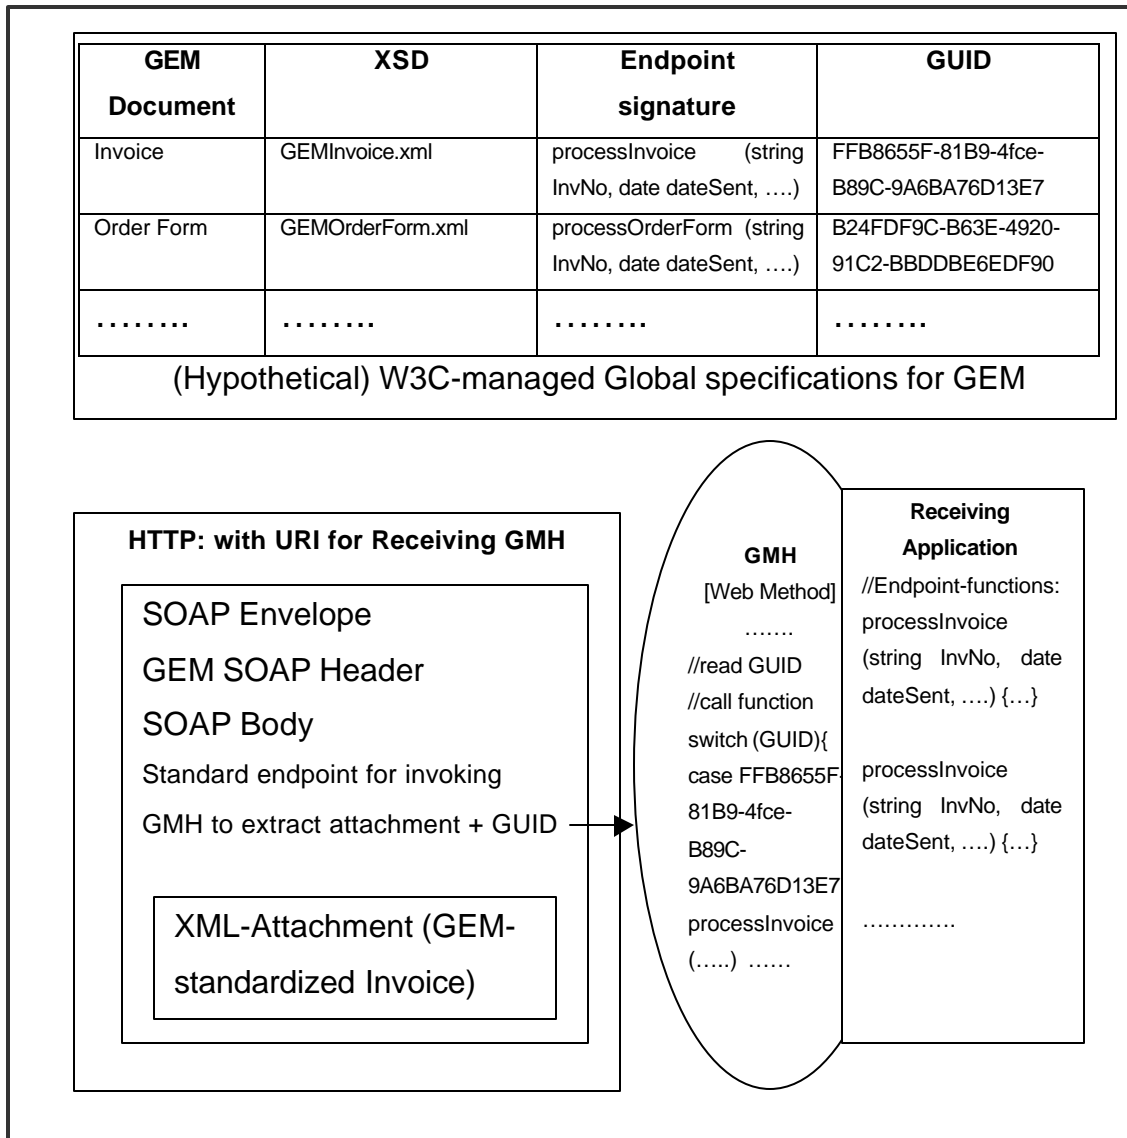 GEM
Document
XSD
Endpoint
signature
GUID
Invoice
GEMInvoice.xml
processInvoice (string
InvNo, date dateSent, ….)
FFB8655F-81B9-4fce-
B89C-9A6BA76D13E7
Order Form
GEMOrderForm.xml
processOrderForm (string
InvNo, date dateSent, ….)
B24FDF9C-B63E-4920-
91C2-BBDDBE6EDF90
……..
……..
……..
……..
(Hypothetical) W3C-managed Global specifications for GEM
HTTP: with URI for Receiving GMH
SOAP Envelope
GEM SOAP Header
SOAP Body
Standard endpoint for invoking
GMH to extract attachment + GUID
XML-Attachment (GEM-
standardized Invoice)
GMH
[Web Method]
…….
//read GUID
//call function
switch (GUID){
case FFB8655F-
81B9-4fce-
B89C-
9A6BA76D13E7
processInvoice
(…..) ……
Receiving
Application
//Endpoint-functions:
processInvoice
(string InvNo, date
dateSent, ….) {…}
processInvoice
(string InvNo, date
dateSent, ….) {…}
………….